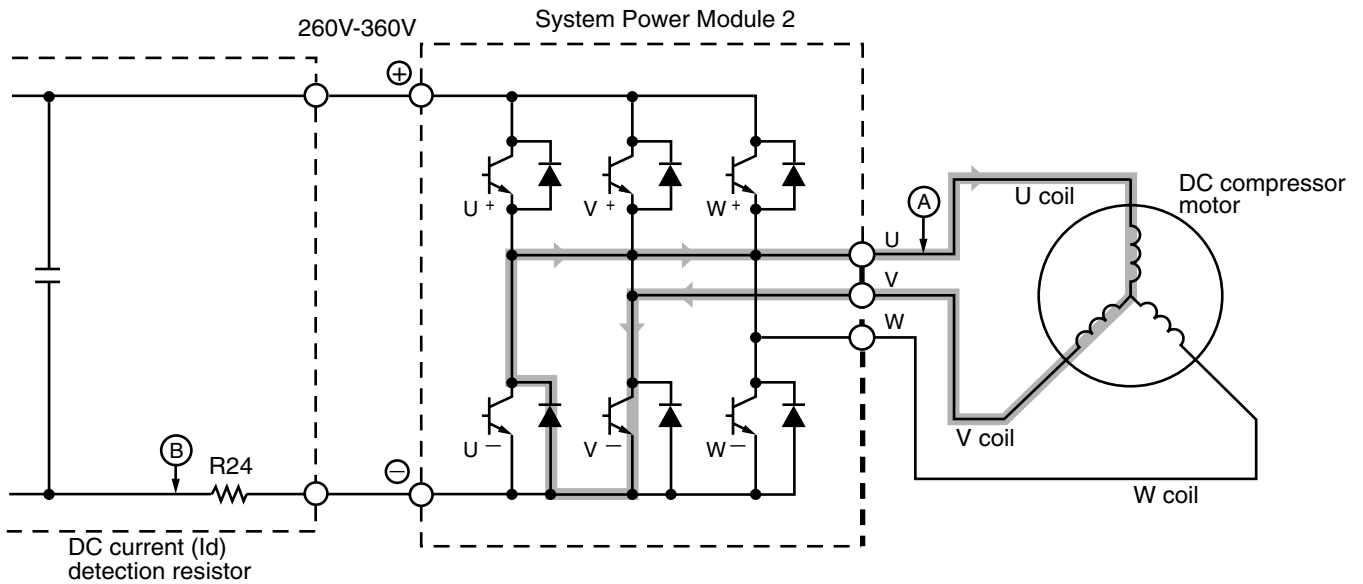 260V-360V
System Power Module 2
+
U +
V +
W +
A
U coil
DC compressor
motor
U
V
W
B
R24
−
U −
V −
W −
V coil
W coil
DC current (Id)
detection resistor